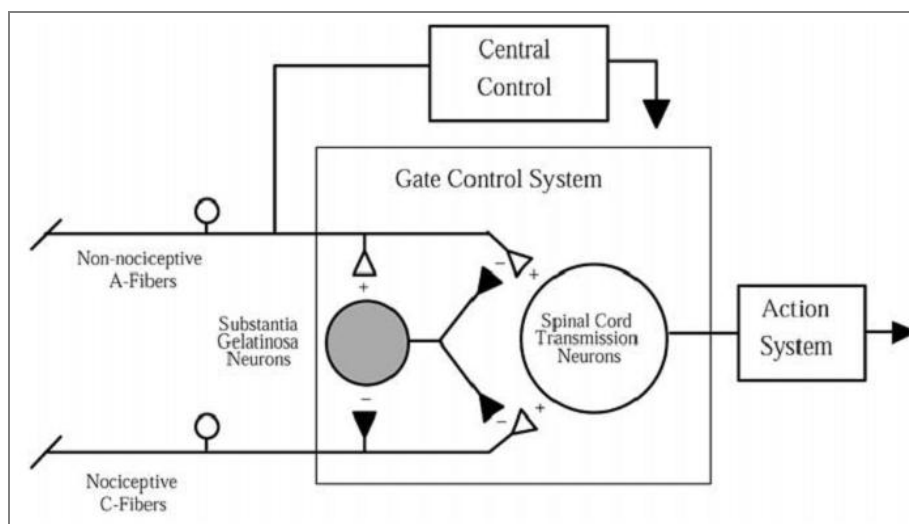 Central
Control
Gate Control System
Non-nociceptive
A-Fibers
+
− +
Substantia
Gelatinosa
Neurons
Spinal Cord
Transmission
Neurons
Action
System
−
− +
Nociceptive
C-Fibers